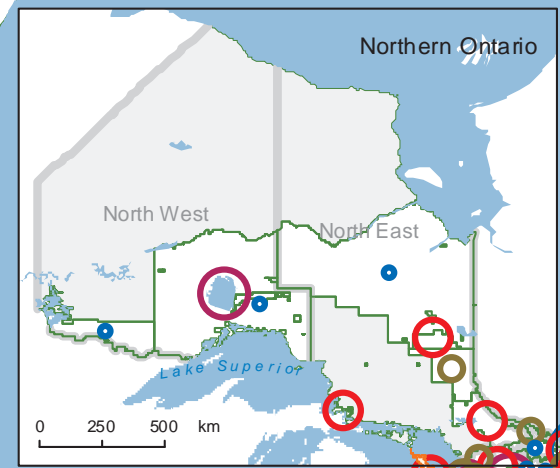 Northern Ontario
North West
North East
Lake Superior
0 250 500 km